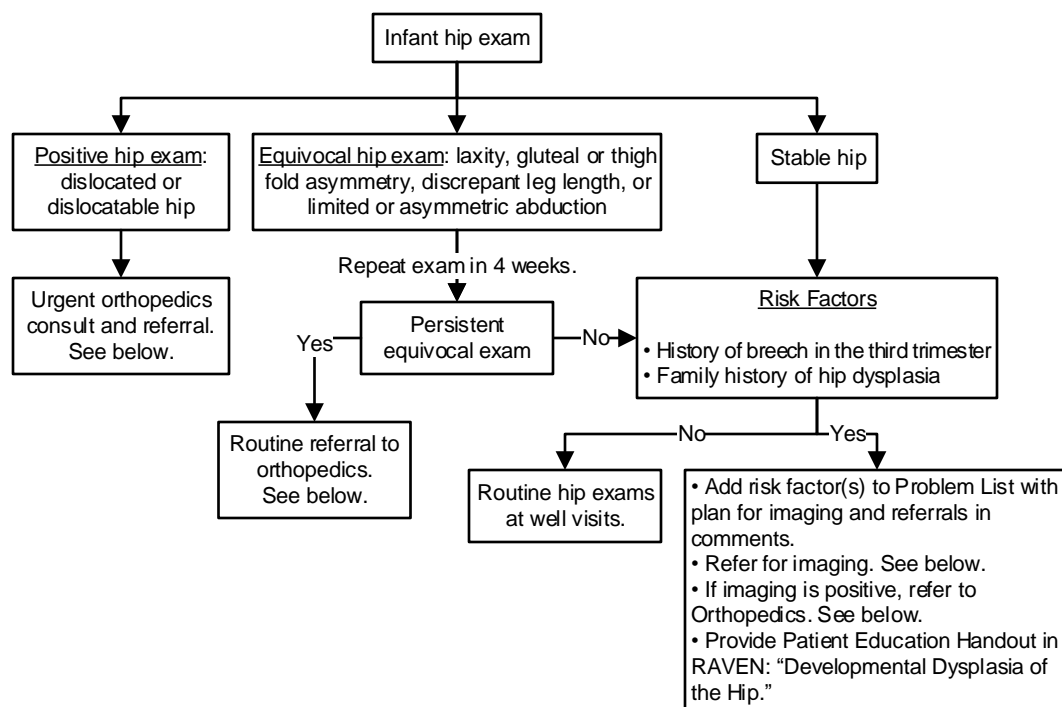 Infant hip exam
Positive hip exam:
dislocated or
dislocatable hip
Equivocal hip exam: laxity, gluteal or thigh
fold asymmetry, discrepant leg length, or
limited or asymmetric abduction
Stable hip
Repeat exam in 4 weeks.
Urgent orthopedics
consult and referral.
See below.
Persistent
equivocal exam
Yes
No
Risk Factors
• History of breech in the third trimester
• Family history of hip dysplasia
Routine referral to
orthopedics.
See below.
No
Yes
Routine hip exams
at well visits.
• Add risk factor(s) to Problem List with
plan for imaging and referrals in
comments.
• Refer for imaging. See below.
• If imaging is positive, refer to
Orthopedics. See below.
• Provide Patient Education Handout in
RAVEN: “Developmental Dysplasia of
the Hip.”